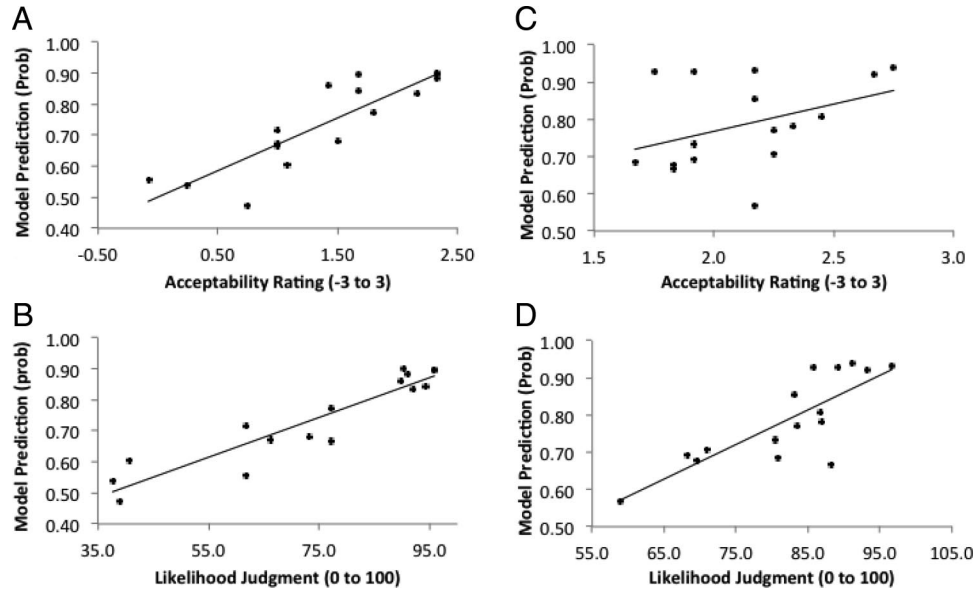 A
Model Prediction (Prob)
1.00
0.90
0.80
0.70
0.60
0.50
0.40
-0.50 0.50 1.50 2.50
Acceptability Rating (-3 to 3)
C
Model Prediction (Prob)
1.00
0.90
0.80
0.70
0.60
0.50
1.5 2.0 2.5 3.0
Acceptability Rating (-3 to 3)
B
Model Prediction (prob)
1.00
0.90
0.80
0.70
0.60
0.50
0.40
35.0 55.0 75.0 95.0
Likelihood Judgment (0 to 100)
D
Model Prediction (Prob)
1.00
0.90
0.80
0.70
0.60
0.50
55.0 65.0 75.0 85.0 95.0 105.0
Likelihood Judgment (0 to 100)